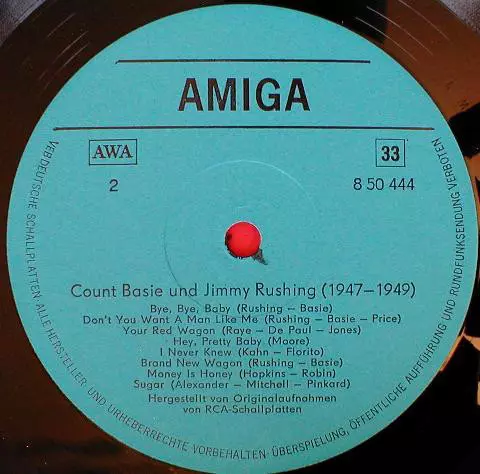 AMIGA
AWA
33
2
8 50 444
Count Basie und Jimmy Rushing (1947–1949)
Bye, Bye, Baby (Rushing – Basie)
Don't You Want A Man Like Me (Rushing – Basie – Price)
Your Red Wagon (Raye – De Paul – Jones)
Hey, Pretty Baby (Moore)
I Never Knew (Kahn – Fiorito)
Brand New Wagon (Rushing – Basie)
Money Is Honey (Hopkins – Robin)
Sugar (Alexander – Mitchell – Pinkard)
Hergestellt von Originalaufnahmen
von RCA-Schallplatten
VEB DEUTSCHE SCHALLPLATTEN ALLE HERSTELLER- UND URHEBERRECHTE VORBEHALTEN · ÜBERSPIELUNG, ÖFFENTLICHE AUFFÜHRUNG UND RUNDFUNKSENDUNG VERBOTEN